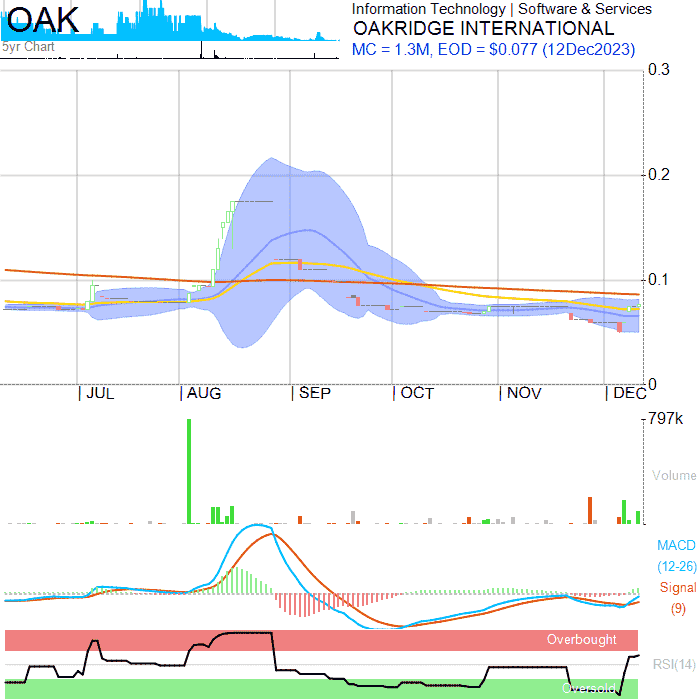 OAK
5yr Chart
Information Technology | Software & Services
OAKRIDGE INTERNATIONAL
MC = 1.3M, EOD = $0.077 (12Dec2023)
0.3
0.2
0.1
0
JUL
AUG
SEP
OCT
NOV
DEC
797k
Volume
MACD
(12-26)
Signal
(9)
Overbought
RSI(14)
Oversold